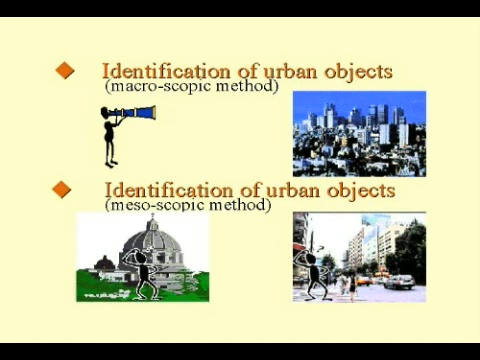 Identification of urban objects
(macro-scopic method)
Identification of urban objects
(meso-scopic method)